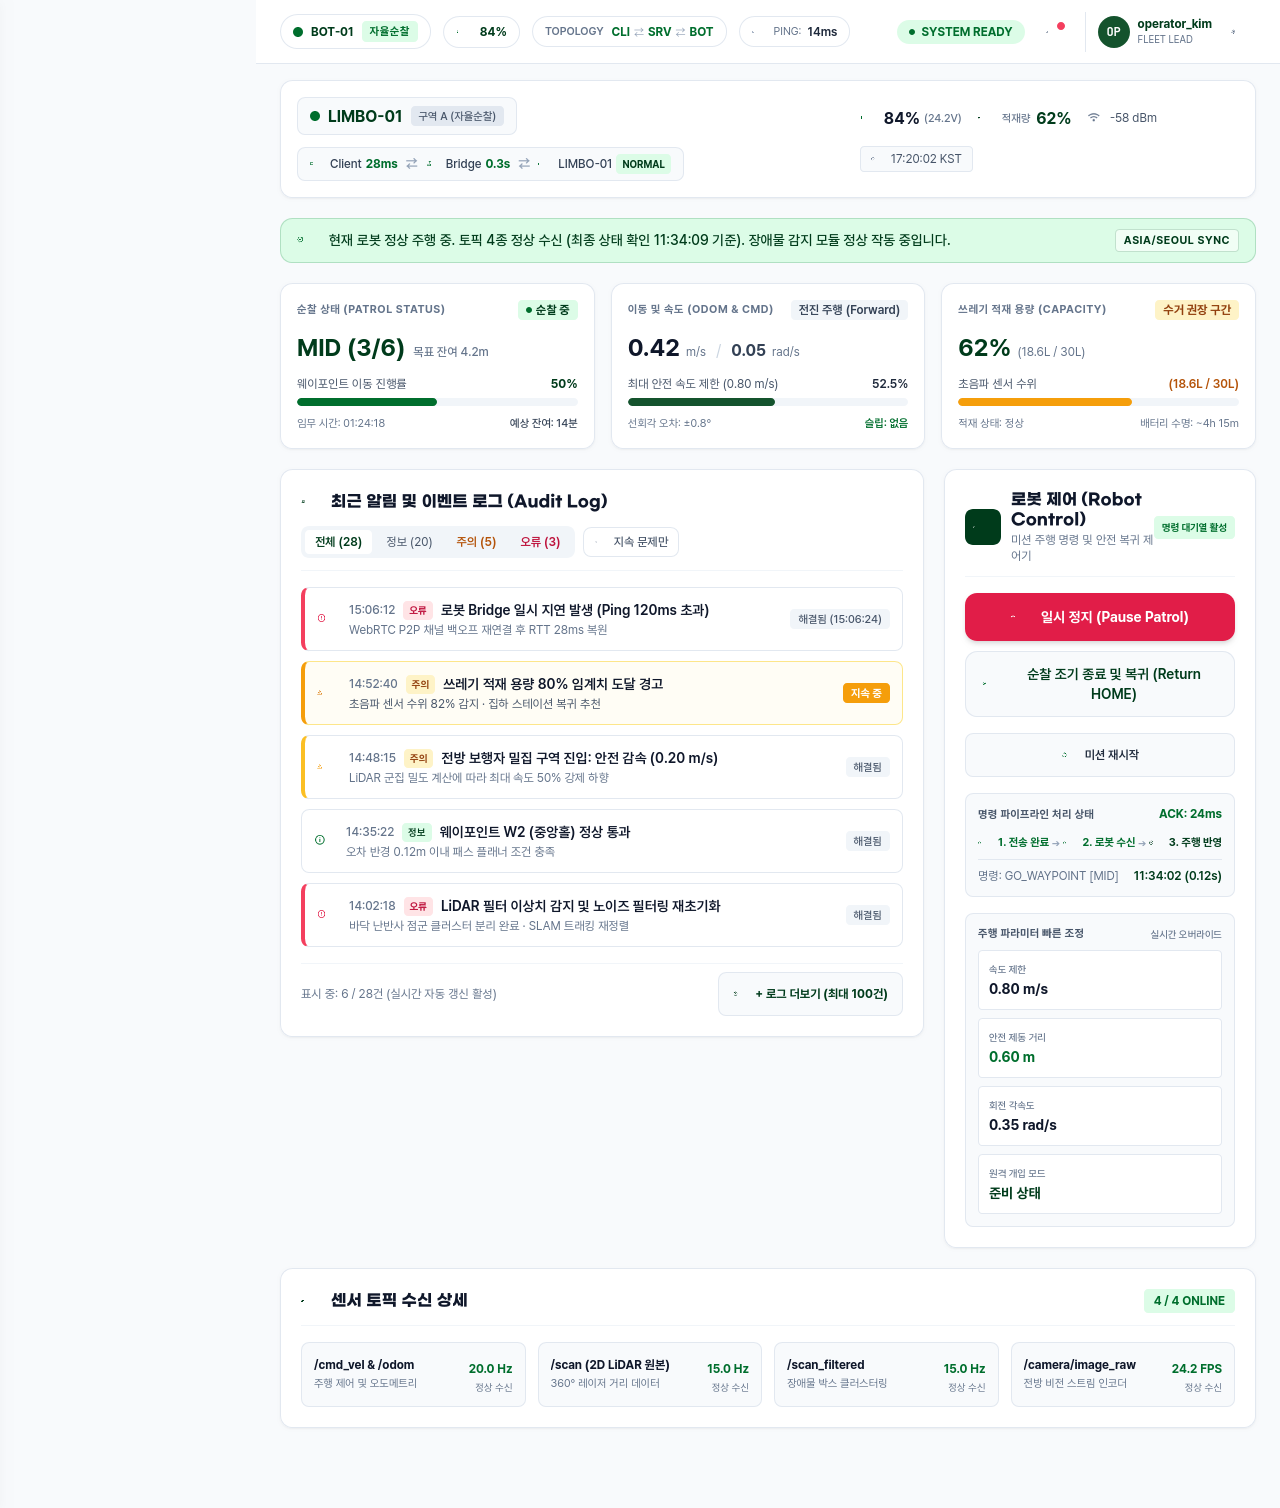 BOT-01 자율순찰 84% TOPOLOGY CLI ⇄ SRV ⇄ BOT PING: 14ms SYSTEM READY OP operator_kim
FLEET LEAD
LIMBO-01 구역 A (자율순찰)
84% (24.2V) 적재량 62% -58 dBm
Client 28ms ⇄ Bridge 0.3s ⇄ LIMBO-01 NORMAL
17:20:02 KST
현재 로봇 정상 주행 중. 토픽 4종 정상 수신 (최종 상태 확인 11:34:09 기준). 장애물 감지 모듈 정상 작동 중입니다. ASIA/SEOUL SYNC
순찰 상태 (PATROL STATUS) 순찰 중
MID (3/6) 목표 잔여 4.2m
웨이포인트 이동 진행률 50%
임무 시간: 01:24:18 예상 잔여: 14분
이동 및 속도 (ODOM & CMD) 전진 주행 (Forward)
0.42 m/s / 0.05 rad/s
최대 안전 속도 제한 (0.80 m/s) 52.5%
선회각 오차: ±0.8° 슬립: 없음
쓰레기 적재 용량 (CAPACITY) 수거 권장 구간
62% (18.6L / 30L)
초음파 센서 수위 (18.6L / 30L)
적재 상태: 정상 배터리 수명: ~4h 15m
최근 알림 및 이벤트 로그 (Audit Log)
전체 (28) 정보 (20) 주의 (5) 오류 (3) 지속 문제만
15:06:12 오류 로봇 Bridge 일시 지연 발생 (Ping 120ms 초과)
WebRTC P2P 채널 백오프 재연결 후 RTT 28ms 복원
해결됨 (15:06:24)
14:52:40 주의 쓰레기 적재 용량 80% 임계치 도달 경고
초음파 센서 수위 82% 감지 · 집하 스테이션 복귀 추천
지속 중
14:48:15 주의 전방 보행자 밀집 구역 진입: 안전 감속 (0.20 m/s)
LiDAR 군집 밀도 계산에 따라 최대 속도 50% 강제 하향
해결됨
14:35:22 정보 웨이포인트 W2 (중앙홀) 정상 통과
오차 반경 0.12m 이내 패스 플래너 조건 충족
해결됨
14:02:18 오류 LiDAR 필터 이상치 감지 및 노이즈 필터링 재초기화
바닥 난반사 점군 클러스터 분리 완료 · SLAM 트래킹 재정렬
해결됨
표시 중: 6 / 28건 (실시간 자동 갱신 활성) + 로그 더보기 (최대 100건)
로봇 제어 (Robot
Control)
미션 주행 명령 및 안전 복귀 제
어기
명령 대기열 활성
일시 정지 (Pause Patrol)
순찰 조기 종료 및 복귀 (Return
HOME)
미션 재시작
명령 파이프라인 처리 상태 ACK: 24ms
1. 전송 완료 → 2. 로봇 수신 → 3. 주행 반영
명령: GO_WAYPOINT [MID] 11:34:02 (0.12s)
주행 파라미터 빠른 조정 실시간 오버라이드
속도 제한
0.80 m/s
안전 제동 거리
0.60 m
회전 각속도
0.35 rad/s
원격 개입 모드
준비 상태
센서 토픽 수신 상세 4 / 4 ONLINE
/cmd_vel & /odom 20.0 Hz
주행 제어 및 오도메트리 정상 수신
/scan (2D LiDAR 원본) 15.0 Hz
360° 레이저 거리 데이터 정상 수신
/scan_filtered 15.0 Hz
장애물 박스 클러스터링 정상 수신
/camera/image_raw 24.2 FPS
전방 비전 스트림 인코더 정상 수신